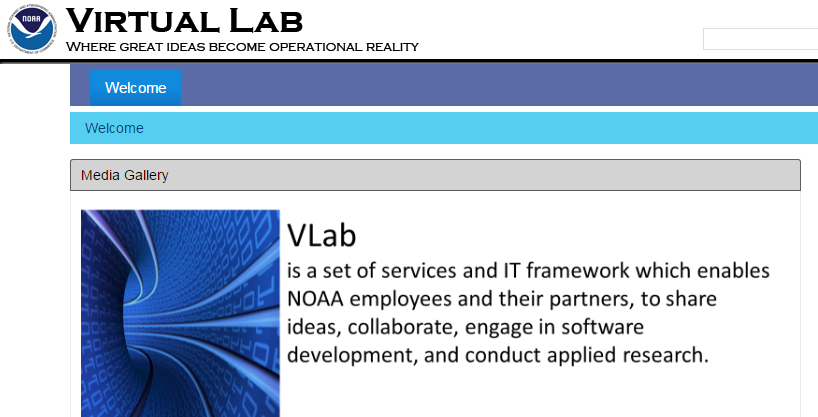 NOAA
VIRTUAL LAB
WHERE GREAT IDEAS BECOME OPERATIONAL REALITY
Welcome
Welcome
Media Gallery
VLab
is a set of services and IT framework which enables
NOAA employees and their partners, to share
ideas, collaborate, engage in software
development, and conduct applied research.